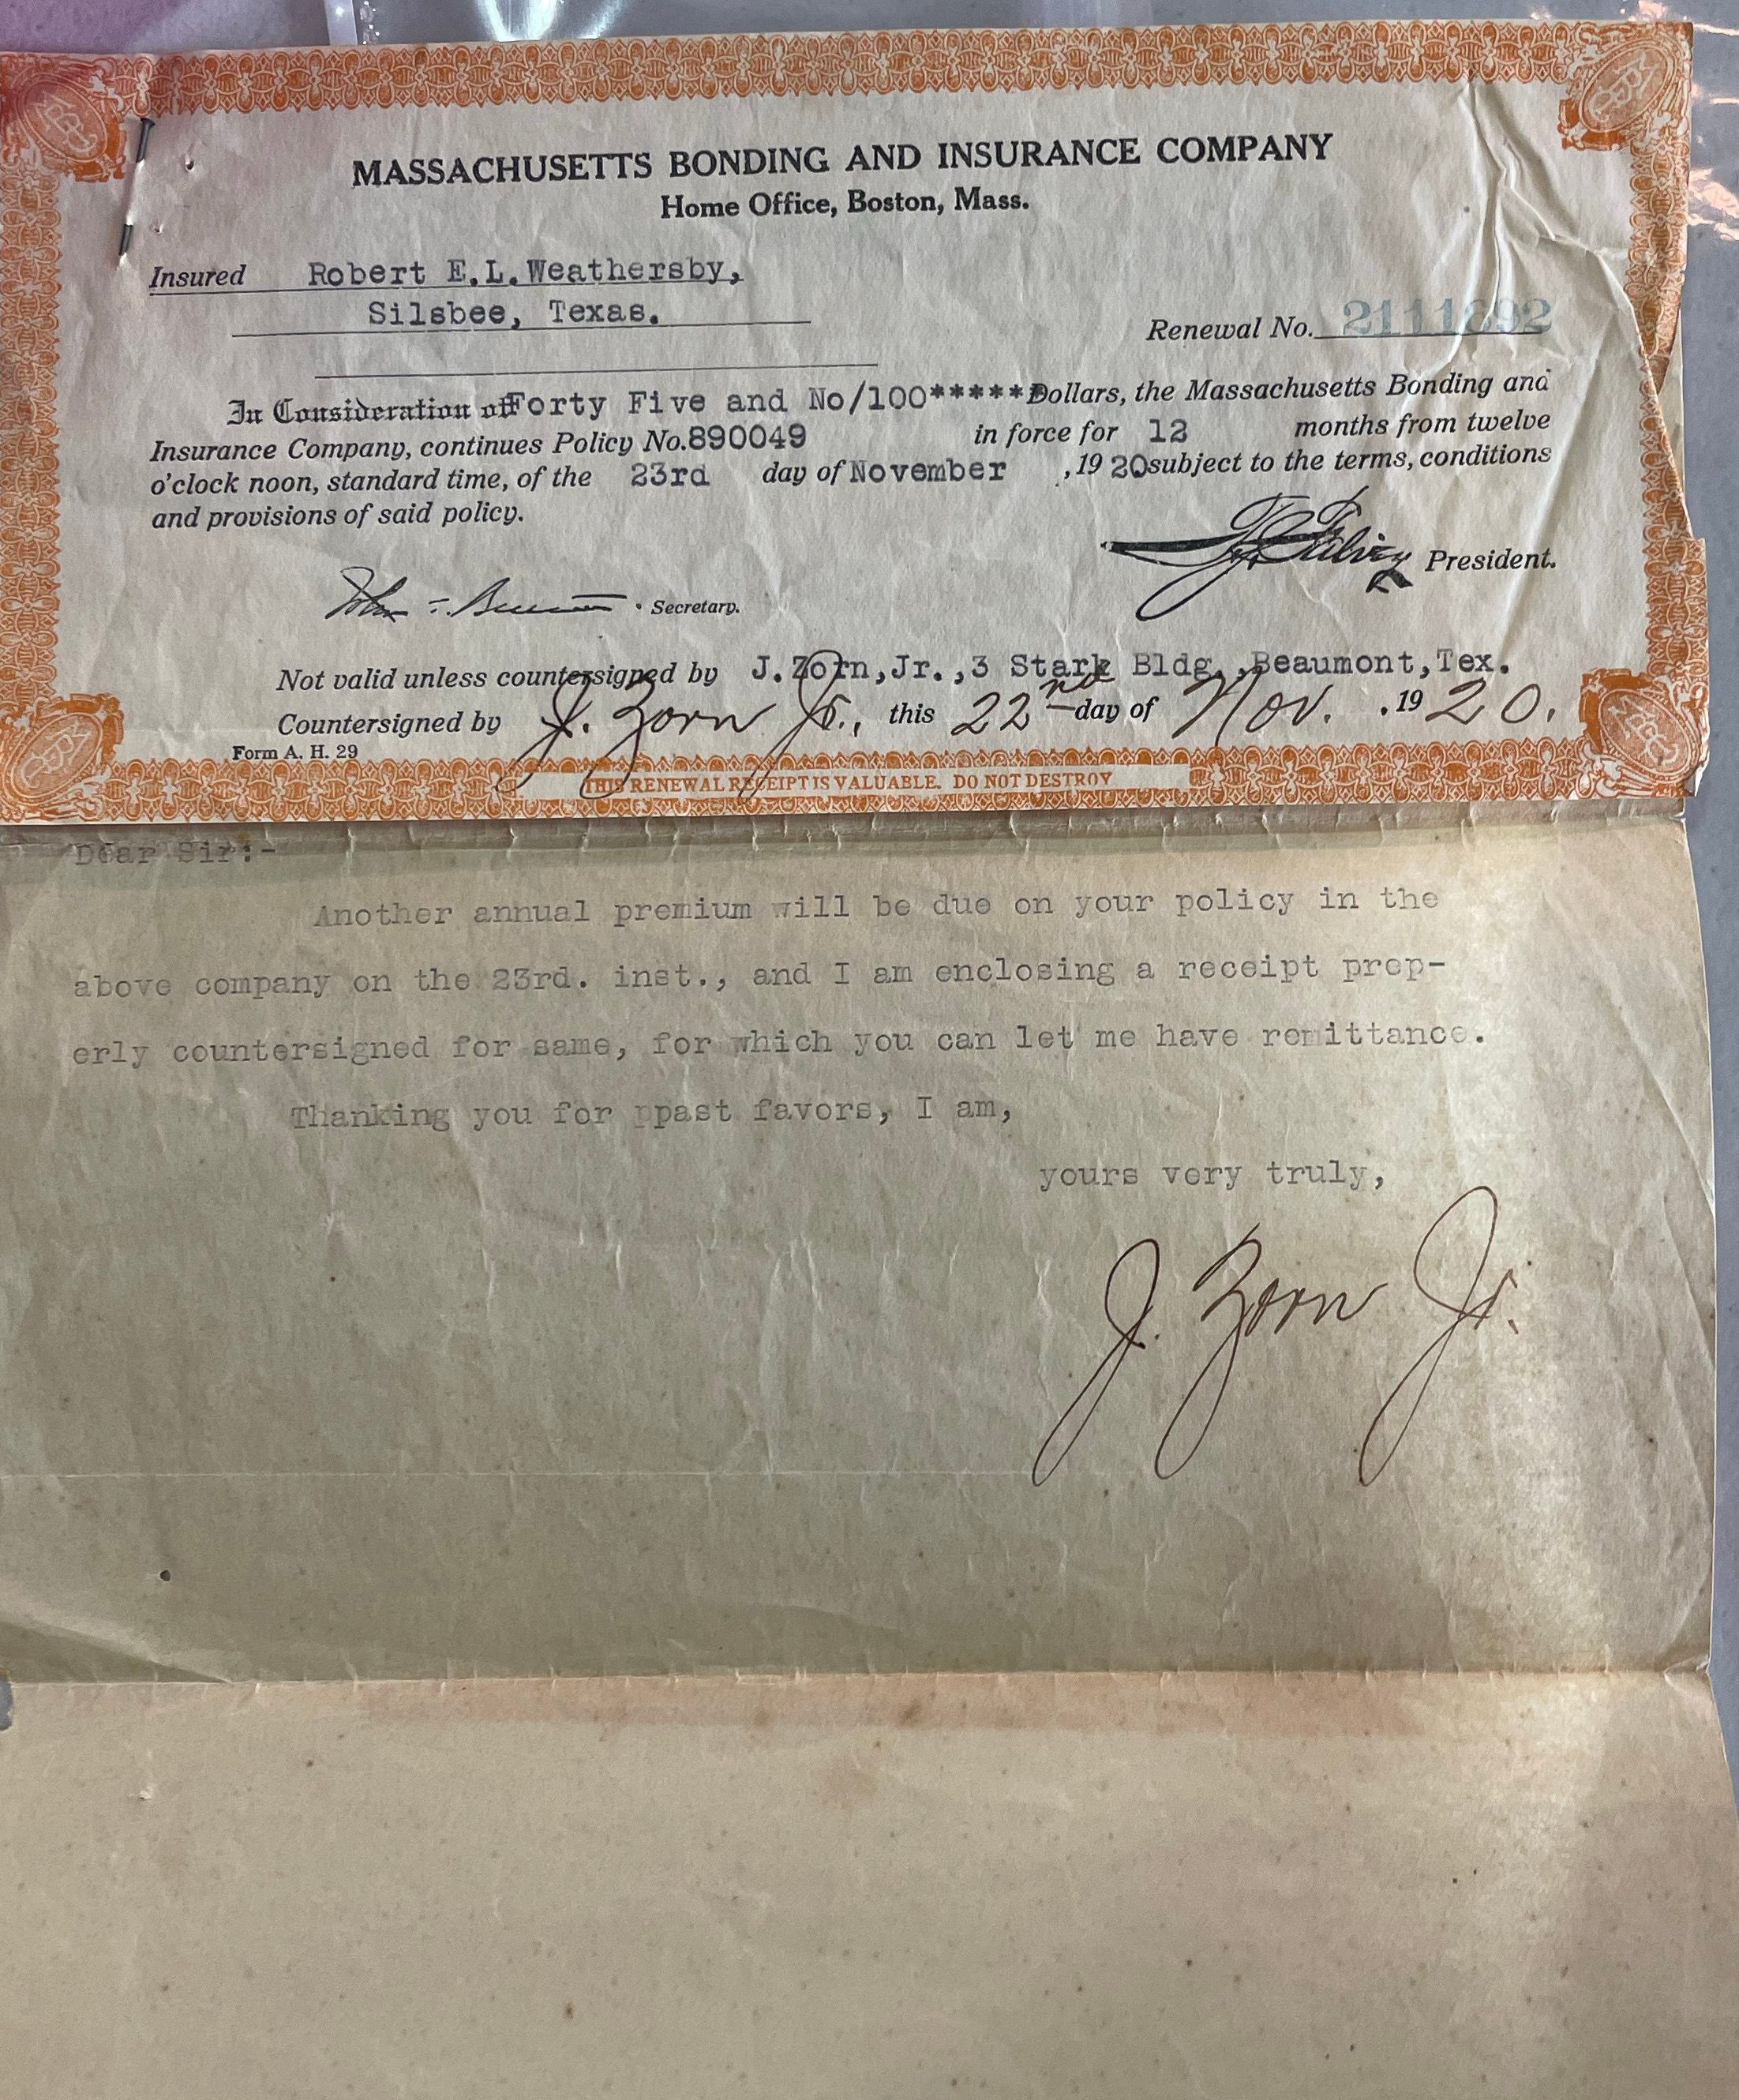 MASSACHUSETTS BONDING AND INSURANCE COMPANY
Home Office, Boston, Mass.
Insured Robert E.L.Weathersby,
Silsbee, Texas.
Renewal No. 2111892
In Consideration of Forty Five and No/100*****Dollars, the Massachusetts Bonding and
Insurance Company, continues Policy No.890049 in force for 12 months from twelve
o'clock noon, standard time, of the 23rd day of November , 1920 subject to the terms, conditions
and provisions of said policy.
President.
John Secretary.
Not valid unless countersigned by J.Zorn,Jr.,3 Stark Bldg.,Beaumont,Tex.
Countersigned by J. Zorn Jr., this 22nd day of Nov. . 1920.
Form A. H. 29
THIS RENEWAL RECEIPT IS VALUABLE. DO NOT DESTROY
Dear Sir:-
Another annual premium will be due on your policy in the
above company on the 23rd. inst., and I am enclosing a receipt prep-
erly countersigned for same, for which you can let me have remittance.
Thanking you for ppast favors, I am,
yours very truly,
J. Zorn Jr.